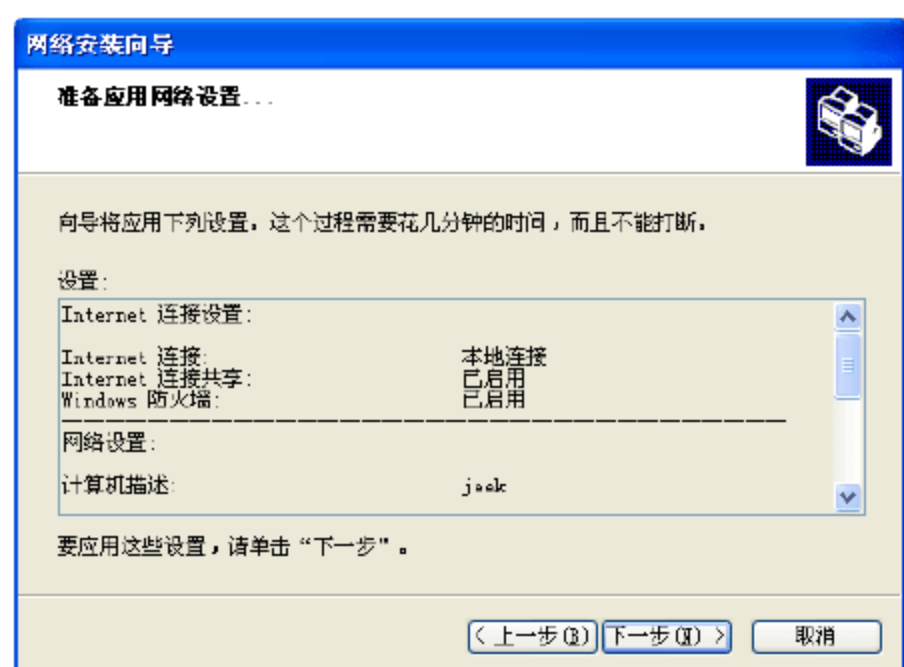 网络安装向导
准备应用网络设置...
向导将应用下列设置。这个过程需要花几分钟的时间，而且不能打断。
设置:
Internet 连接设置:
Internet 连接: 本地连接
Internet 连接共享: 已启用
Windows 防火墙: 已启用
网络设置:
计算机描述: jack
要应用这些设置，请单击“下一步”。
< 上一步(B) 下一步(N) > 取消